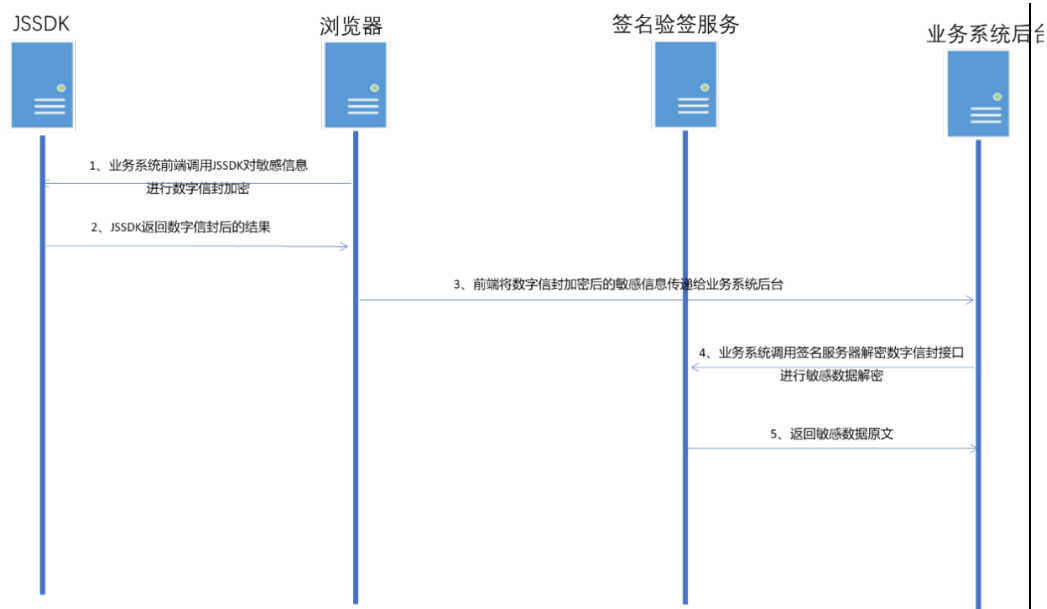 JSSDK
浏览器
签名验签服务
业务系统后台
1、业务系统前端调用JSSDK对敏感信息
进行数字信封加密
2、JSSDK返回数字信封后的结果
3、前端将数字信封加密后的敏感信息传递给业务系统后台
4、业务系统调用签名服务器解密数字信封接口
进行敏感数据解密
5、返回敏感数据原文